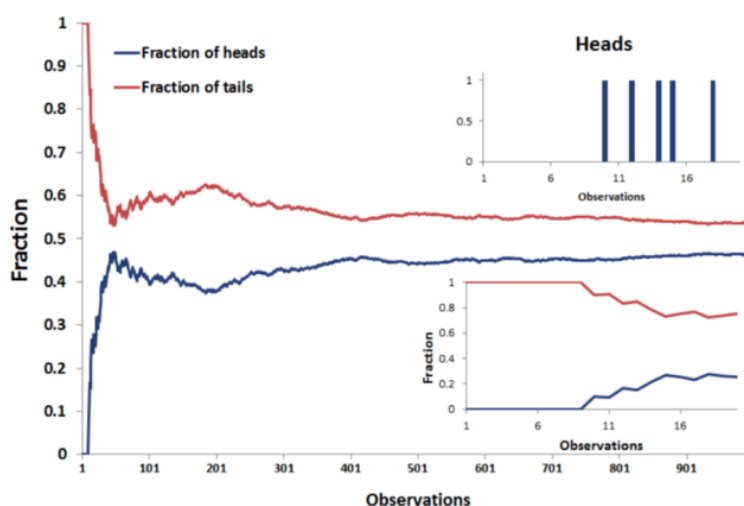 1
0.9
0.8
0.7
0.6
0.5
0.4
0.3
0.2
0.1
0
Fraction
Fraction of heads
Fraction of tails
1 101 201 301 401 501 601 701 801 901
Observations
Heads
1
0.5
0
1 6 11 16
Observations
1
0.8
0.6
0.4
0.2
0
Fraction
1 6 11 16
Observations